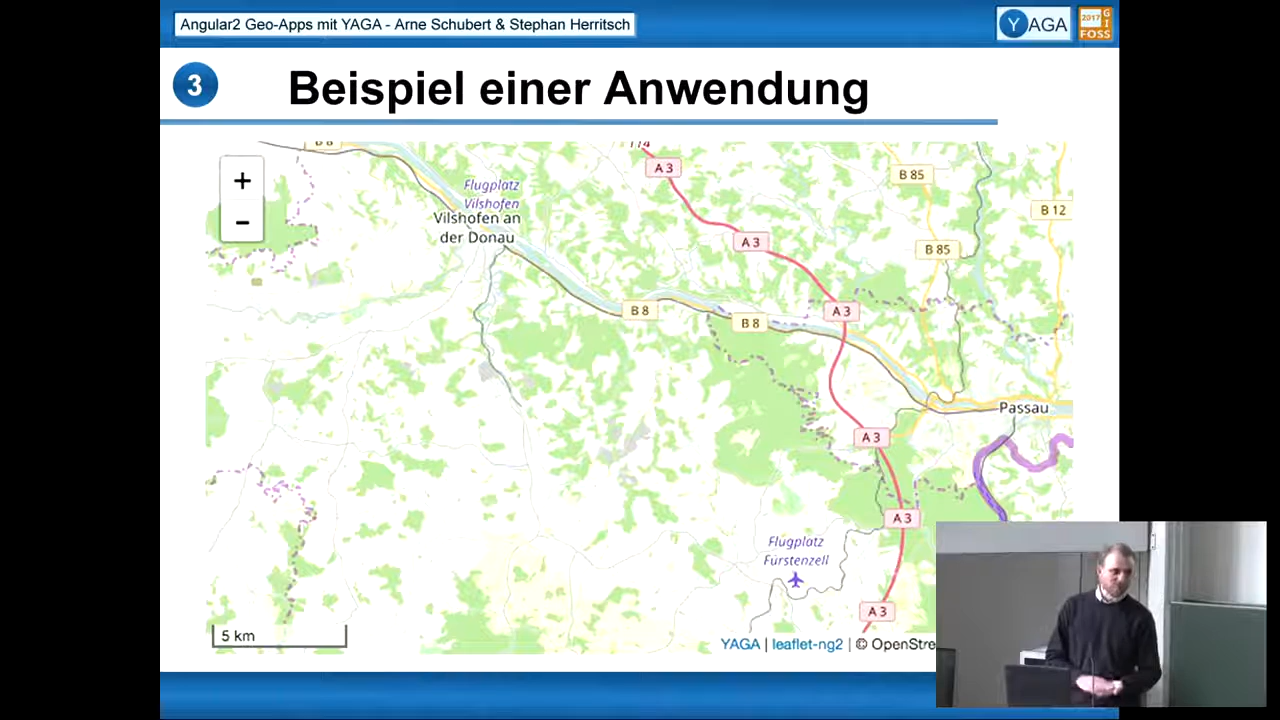 Angular2 Geo-Apps mit YAGA - Arne Schubert & Stephan Herritsch
YAGA
2017 GI
FOSS
3
Beispiel einer Anwendung
+
−
B 8
A 3
B 85
Flugplatz
Vilshofen
Vilshofen an
der Donau
B 12
A 3
B 85
B 8
B 8
A 3
Passau
A 3
A 3
Flugplatz
Fürstenzell
A 3
5 km
YAGA | leaflet-ng2 | © OpenStre